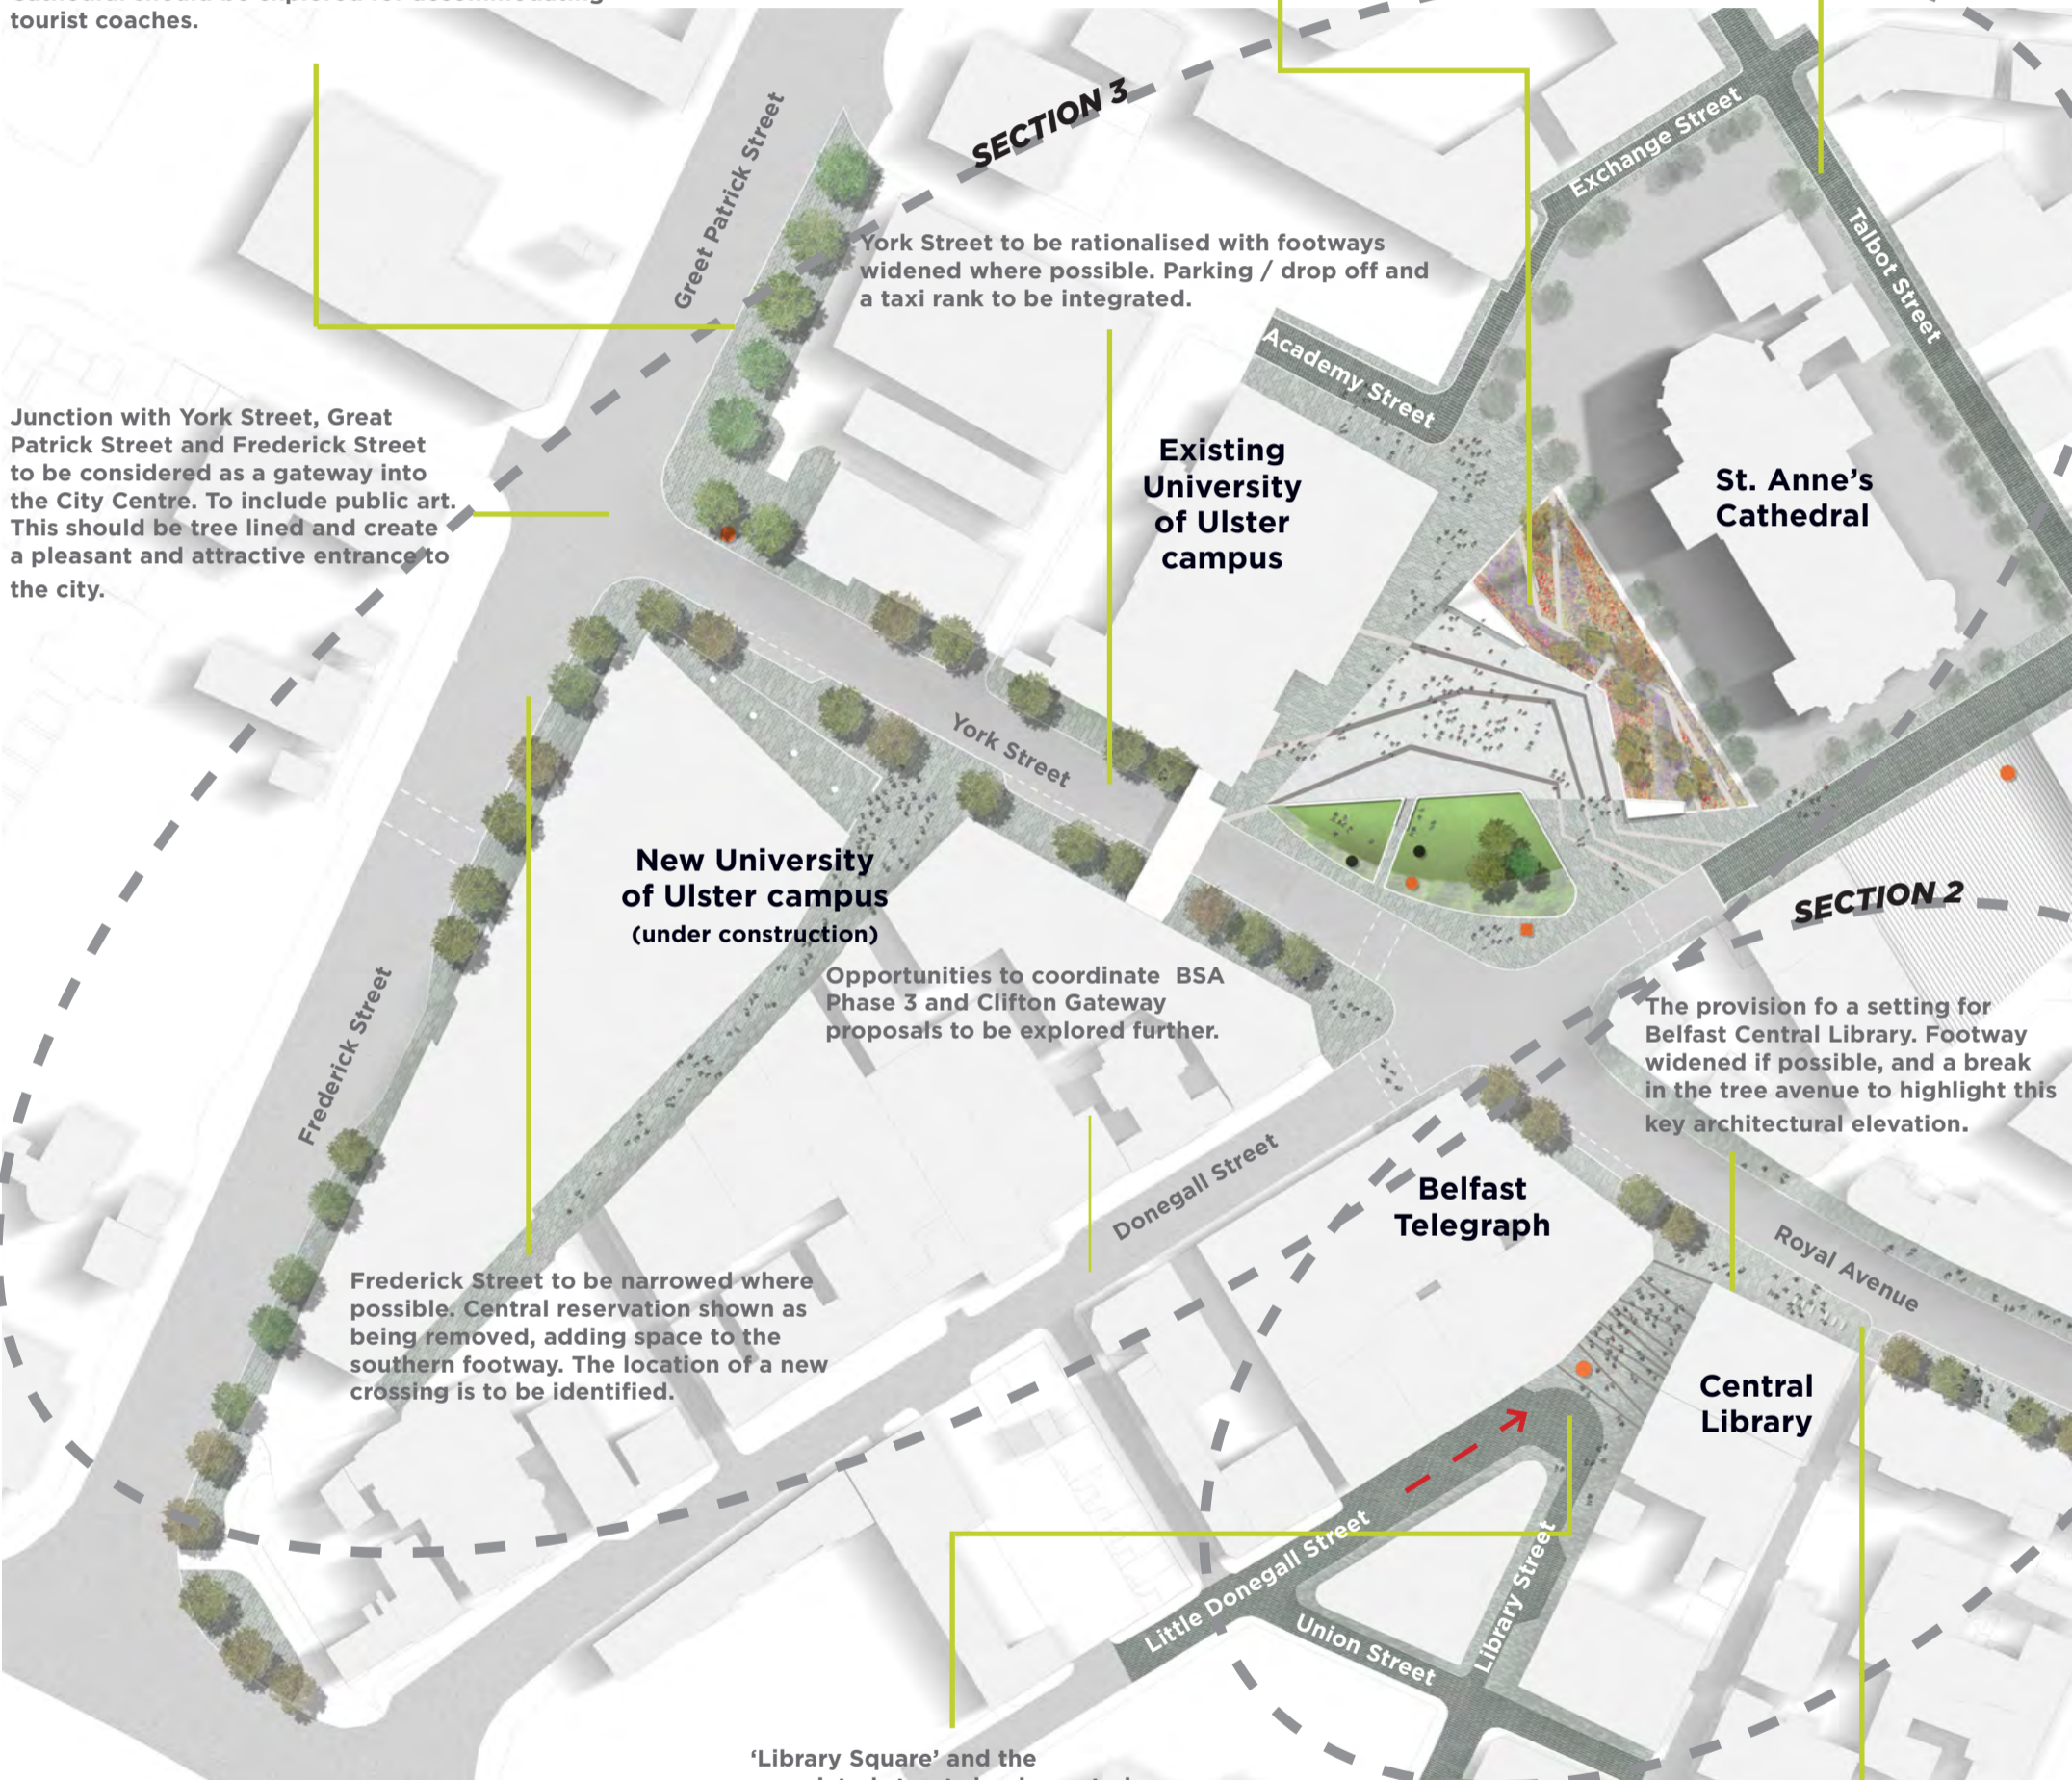 tourist coaches.
SECTION 3
Greet Patrick Street
Exchange Street
Talbot Street
York Street to be rationalised with footways
widened where possible. Parking / drop off and
a taxi rank to be integrated.
Academy Street
Junction with York Street, Great
Patrick Street and Frederick Street
to be considered as a gateway into
the City Centre. To include public art.
This should be tree lined and create
a pleasant and attractive entrance to
the city.
Existing
University
of Ulster
campus
St. Anne’s
Cathedral
York Street
New University
of Ulster campus
(under construction)
SECTION 2
Opportunities to coordinate BSA
Phase 3 and Clifton Gateway
proposals to be explored further.
The provision fo a setting for
Belfast Central Library. Footway
widened if possible, and a break
in the tree avenue to highlight this
key architectural elevation.
Frederick Street
Donegall Street
Belfast
Telegraph
Royal Avenue
Frederick Street to be narrowed where
possible. Central reservation shown as
being removed, adding space to the
southern footway. The location of a new
crossing is to be identified.
Central
Library
Little Donegall Street
Library Street
Union Street
‘Library Square’ and the